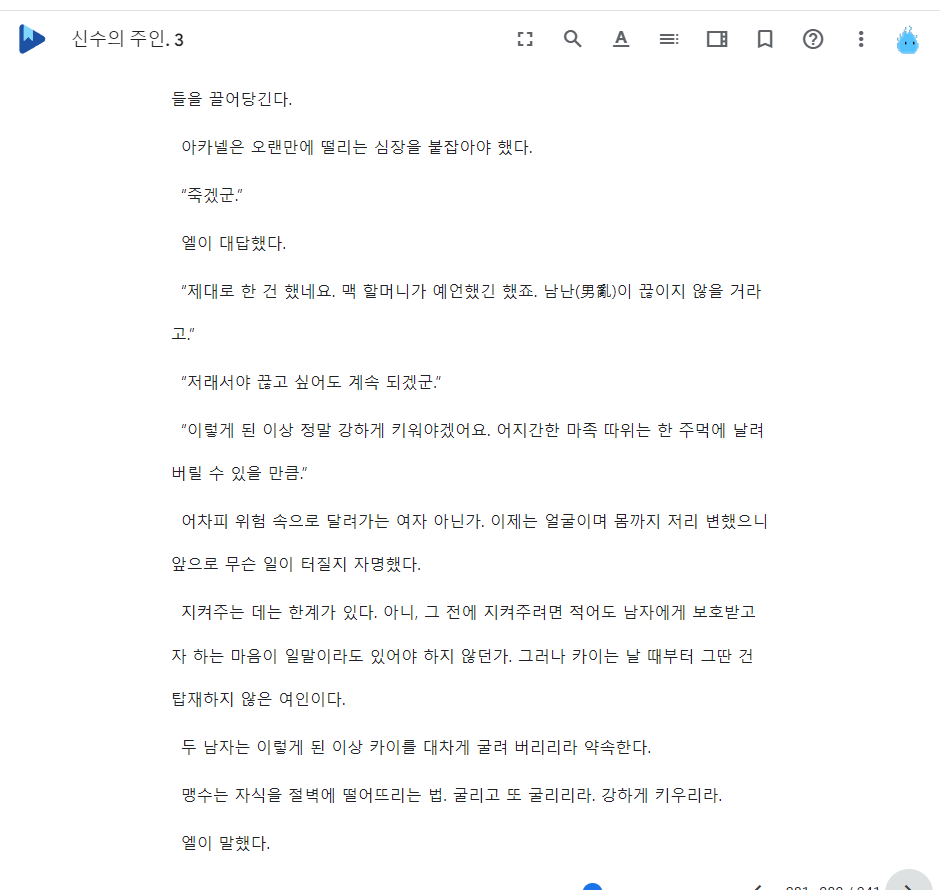 신수의 주인. 3
들을 끌어당긴다.
아카넬은 오랜만에 떨리는 심장을 붙잡아야 했다.
"죽겠군."
엘이 대답했다.
"제대로 한 건 했네요. 맥 할머니가 예언했긴 했죠. 남난(男亂)이 끊이지 않을 거라
고."
"저래서야 끊고 싶어도 계속 되겠군."
"이렇게 된 이상 정말 강하게 키워야겠어요. 어지간한 마족 따위는 한 주먹에 날려
버릴 수 있을 만큼."
어차피 위험 속으로 달려가는 여자 아닌가. 이제는 얼굴이며 몸까지 저리 변했으니
앞으로 무슨 일이 터질지 자명했다.
지켜주는 데는 한계가 있다. 아니, 그 전에 지켜주려면 적어도 남자에게 보호받고
자 하는 마음이 일말이라도 있어야 하지 않던가. 그러나 카이는 날 때부터 그딴 건
탑재하지 않은 여인이다.
두 남자는 이렇게 된 이상 카이를 대차게 굴려 버리리라 약속한다.
맹수는 자식을 절벽에 떨어뜨리는 법. 굴리고 또 굴리리라. 강하게 키우리라.
엘이 말했다.